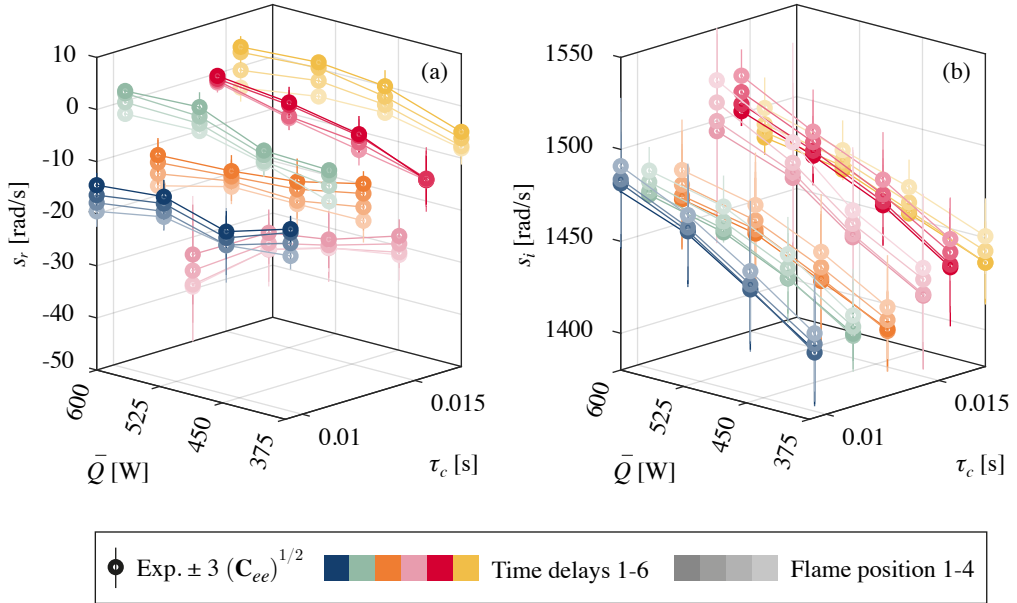 (a)
10
0
-10
-20
-30
-40
-50
s_r [rad/s]
600
525
450
375
Q̄ [W]
0.01
0.015
τ_c [s]
(b)
1550
1500
1450
1400
s_i [rad/s]
600
525
450
375
Q̄ [W]
0.01
0.015
τ_c [s]
Exp. ± 3 (C_ee)^1/2 Time delays 1-6 Flame position 1-4